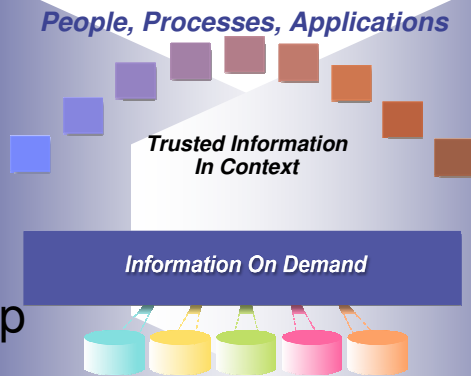 People, Processes, Applications
Trusted Information
In Context
Information On Demand
p